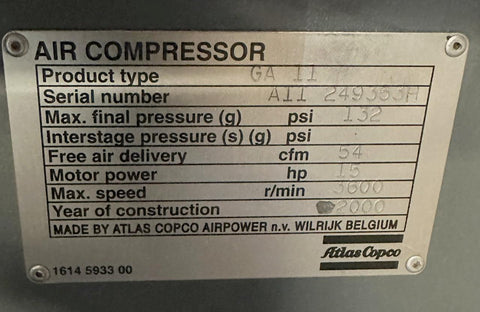 AIR COMPRESSOR
Product type GA 11
Serial number AII 249353H
Max. final pressure (g) psi 132
Interstage pressure (s) (g) psi
Free air delivery cfm 54
Motor power hp 15
Max. speed r/min 3600
Year of construction 2000
MADE BY ATLAS COPCO AIRPOWER n.v. WILRIJK BELGIUM
Atlas Copco
1614 5933 00